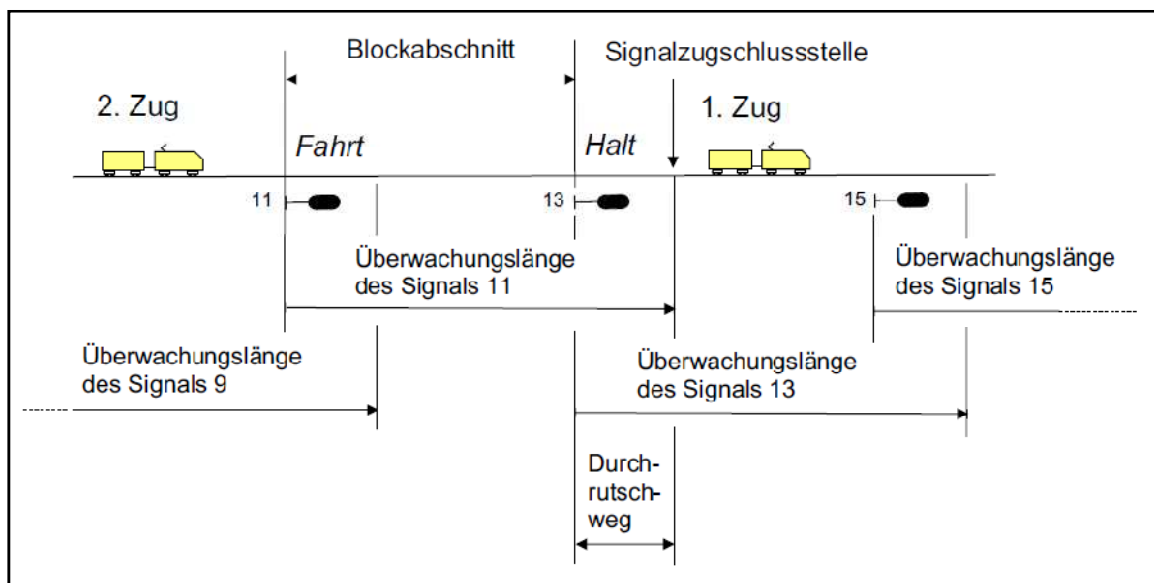 Blockabschnitt
Signalzugschlussstelle
2. Zug
1. Zug
Fahrt
Halt
11
13
15
Überwachungslänge
des Signals 11
Überwachungslänge
des Signals 15
Überwachungslänge
des Signals 9
Überwachungslänge
des Signals 13
Durch-
rutsch-
weg